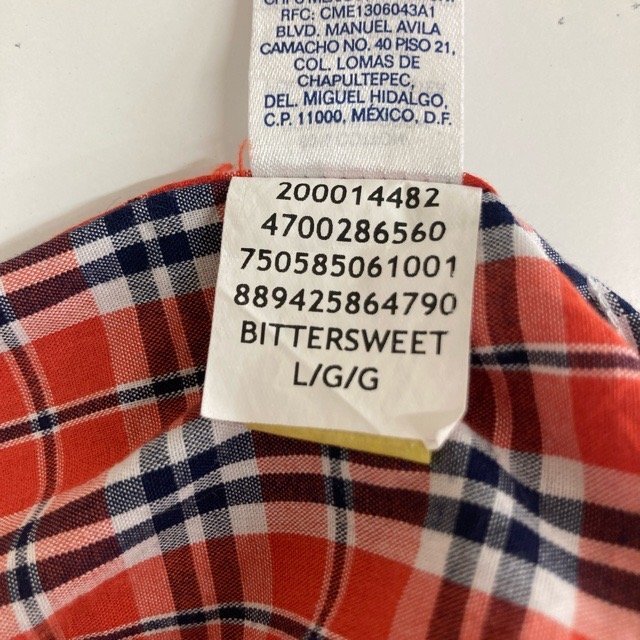 RFC: CME1306043A1
BLVD. MANUEL AVILA
CAMACHO NO. 40 PISO 21,
COL. LOMAS DE
CHAPULTEPEC,
DEL. MIGUEL HIDALGO,
C.P. 11000, MÉXICO, D.F.
200014482
4700286560
750585061001
889425864790
BITTERSWEET
L/G/G